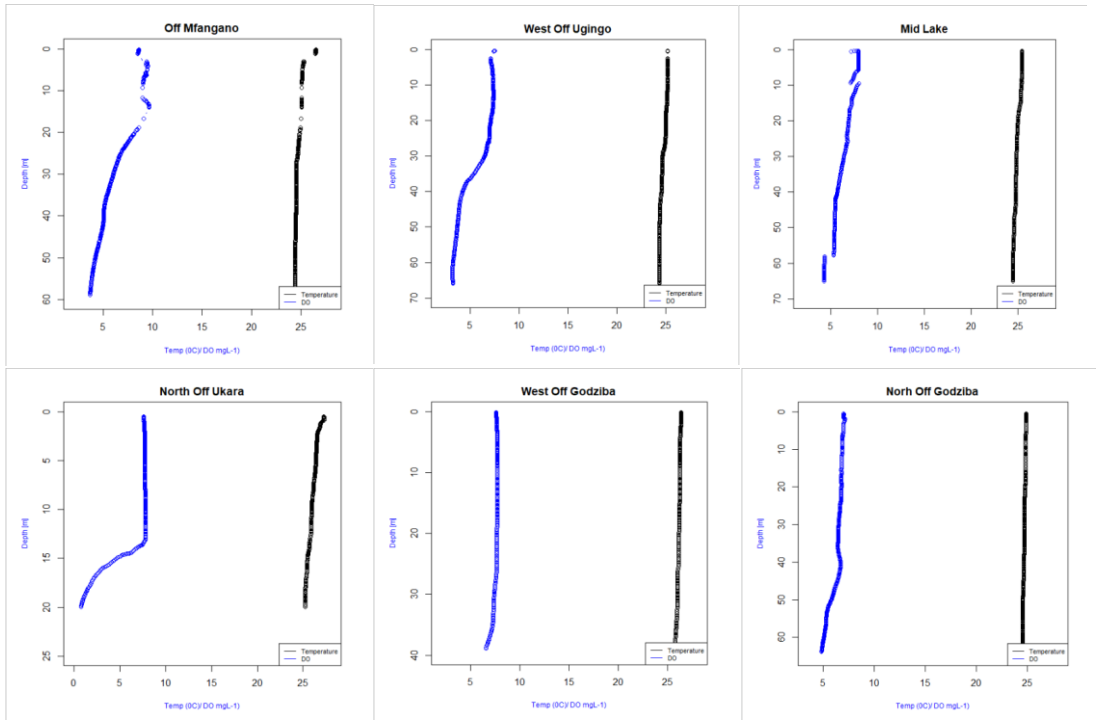 Off Mfangano
0
10
20
30
40
50
60
Depth [m]
5
10
15
20
25
Temperature
DO
Temp (0C)/ DO mgL-1)
West Off Ugingo
0
10
20
30
40
50
60
70
Depth [m]
5
10
15
20
25
Temperature
DO
Temp (0C)/ DO mgL-1)
Mid Lake
0
10
20
30
40
50
60
70
Depth [m]
5
10
15
20
25
Temperature
DO
Temp (0C)/ DO mgL-1)
North Off Ukara
0
5
10
15
20
25
Depth [m]
0
5
10
15
20
25
Temperature
DO
Temp (0C)/ DO mgL-1)
West Off Godziba
0
10
20
30
40
Depth [m]
5
10
15
20
25
Temperature
DO
Temp (0C)/ DO mgL-1)
Norh Off Godziba
0
10
20
30
40
50
60
Depth [m]
5
10
15
20
25
Temperature
DO
Temp (0C)/ DO mgL-1)